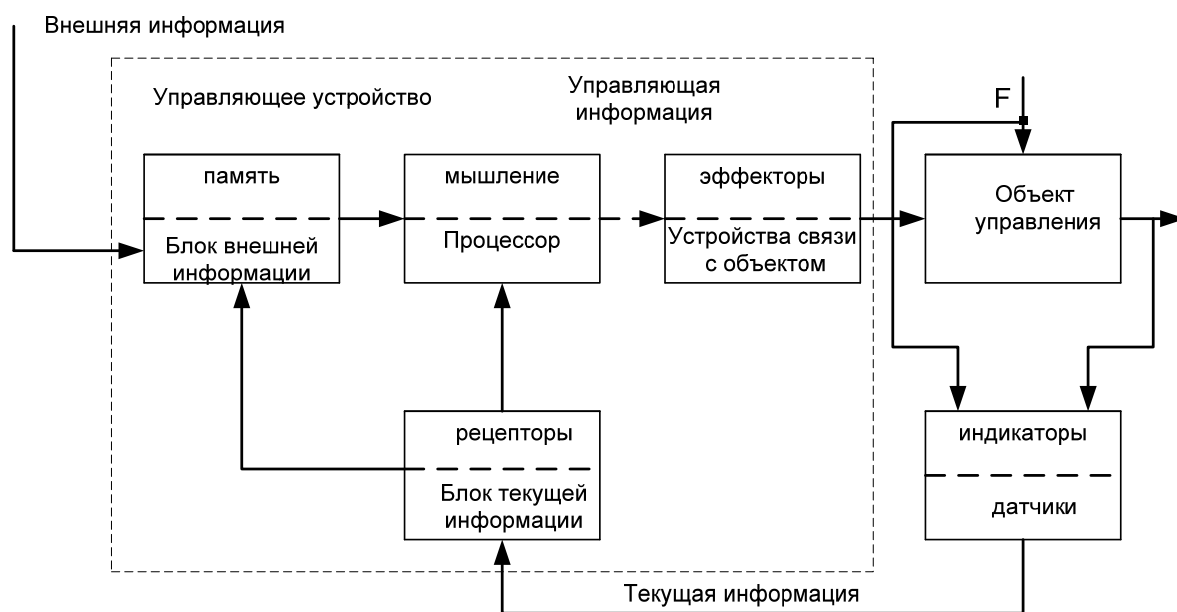 Внешняя информация
Управляющее устройство
Управляющая
информация
F
память
Блок внешней
информации
мышление
Процессор
эффекторы
Устройства связи
с объектом
Объект
управления
рецепторы
Блок текущей
информации
индикаторы
датчики
Текущая информация